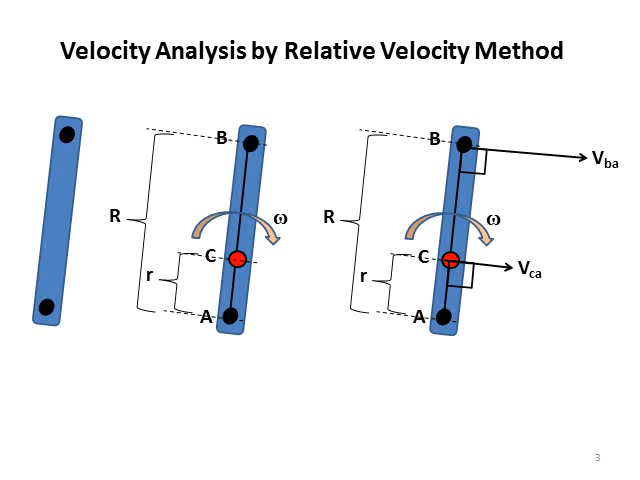 Velocity Analysis by Relative Velocity Method
B
R
ω
C
r
A
B
Vba
R
ω
C
Vca
r
A
3